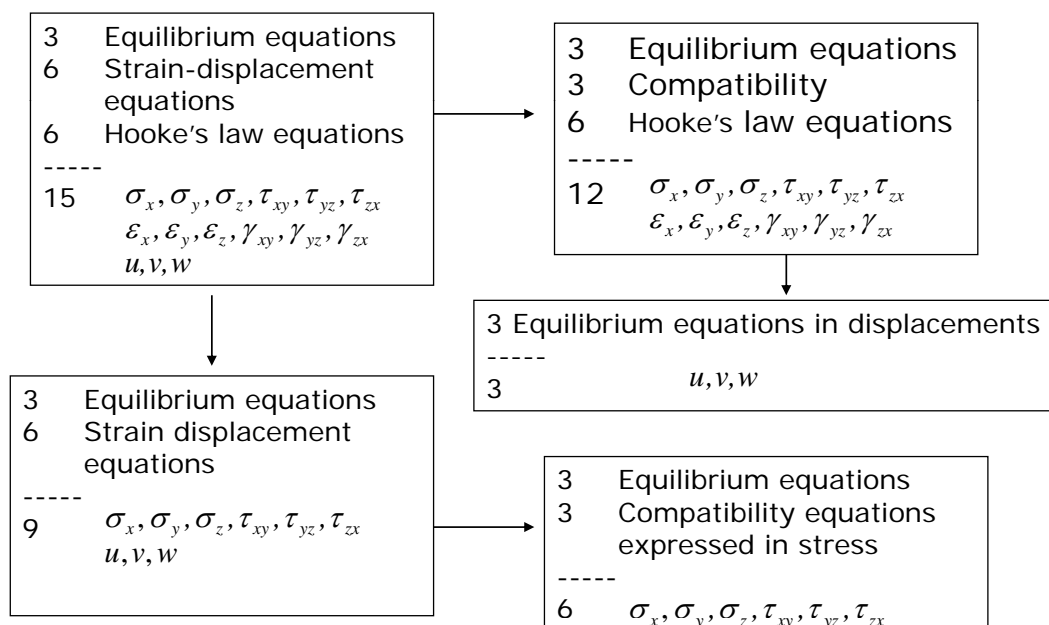 3 Equilibrium equations
6 Strain-displacement
equations
6 Hooke's law equations
-----
15 σx, σy, σz, τxy, τyz, τzx
εx, εy, εz, γxy, γyz, γzx
u, v, w
3 Equilibrium equations
3 Compatibility
6 Hooke's law equations
-----
12 σx, σy, σz, τxy, τyz, τzx
εx, εy, εz, γxy, γyz, γzx
3 Equilibrium equations in displacements
-----
3 u, v, w
3 Equilibrium equations
6 Strain displacement
equations
-----
9 σx, σy, σz, τxy, τyz, τzx
u, v, w
3 Equilibrium equations
3 Compatibility equations
expressed in stress
-----
6 σx, σy, σz, τxy, τyz, τzx